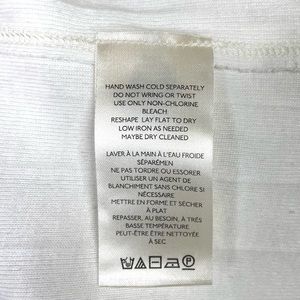 HAND WASH COLD SEPARATELY
DO NOT WRING OR TWIST
USE ONLY NON-CHLORINE
BLEACH
RESHAPE LAY FLAT TO DRY
LOW IRON AS NEEDED
MAYBE DRY CLEANED
LAVER À LA MAIN À L'EAU FROIDE
SÉPARÉMEN
NE PAS TORDRE OU ESSORER
UTILISER UN AGENT DE
BLANCHIMENT SANS CHLORE SI
NÉCESSAIRE
METTRE EN FORME ET SÉCHER
À PLAT
REPASSER, AU BESOIN, À TRÈS
BASSE TEMPÉRATURE
PEUT-ÊTRE ÊTRE NETTOYÉE
À SEC